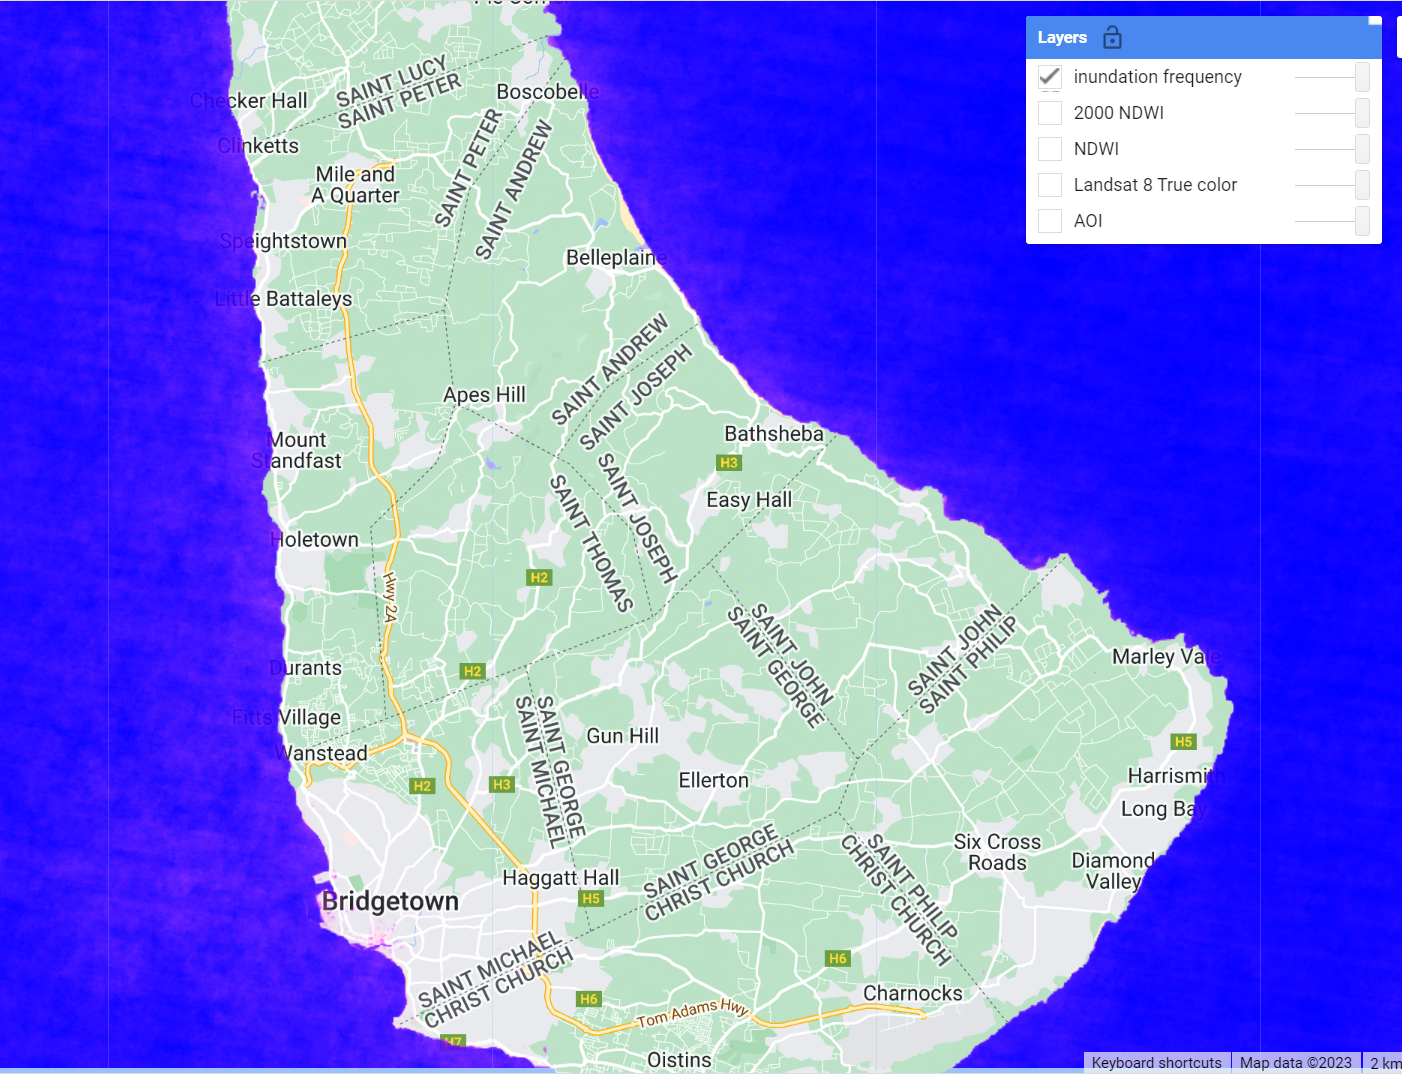 Layers
inundation frequency
2000 NDWI
NDWI
Landsat 8 True color
AOI
SAINT LUCY
SAINT PETER
Checker Hall
Boscobelle
Clinketts
SAINT PETER
SAINT ANDREW
Mile and
A Quarter
Speightstown
Belleplaine
Little Battaleys
SAINT ANDREW
SAINT JOSEPH
Apes Hill
Mount
Standfast
Bathsheba
H3
Easy Hall
SAINT JOSEPH
SAINT THOMAS
Holetown
H2
Hwy 2A
SAINT JOHN
SAINT GEORGE
SAINT JOHN
SAINT PHILIP
Marley Vale
Durants
H2
Fitts Village
SAINT GEORGE
SAINT MICHAEL
Gun Hill
H5
Wanstead
H2
H3
Ellerton
Harrismith
Long Bay
SAINT GEORGE
CHRIST CHURCH
SAINT PHILIP
CHRIST CHURCH
Six Cross
Roads
Diamond
Valley
Haggatt Hall
H5
Bridgetown
SAINT MICHAEL
CHRIST CHURCH
H6
Charnocks
H6
Tom Adams Hwy
H7
Oistins
Keyboard shortcuts
Map data ©2023
2 km